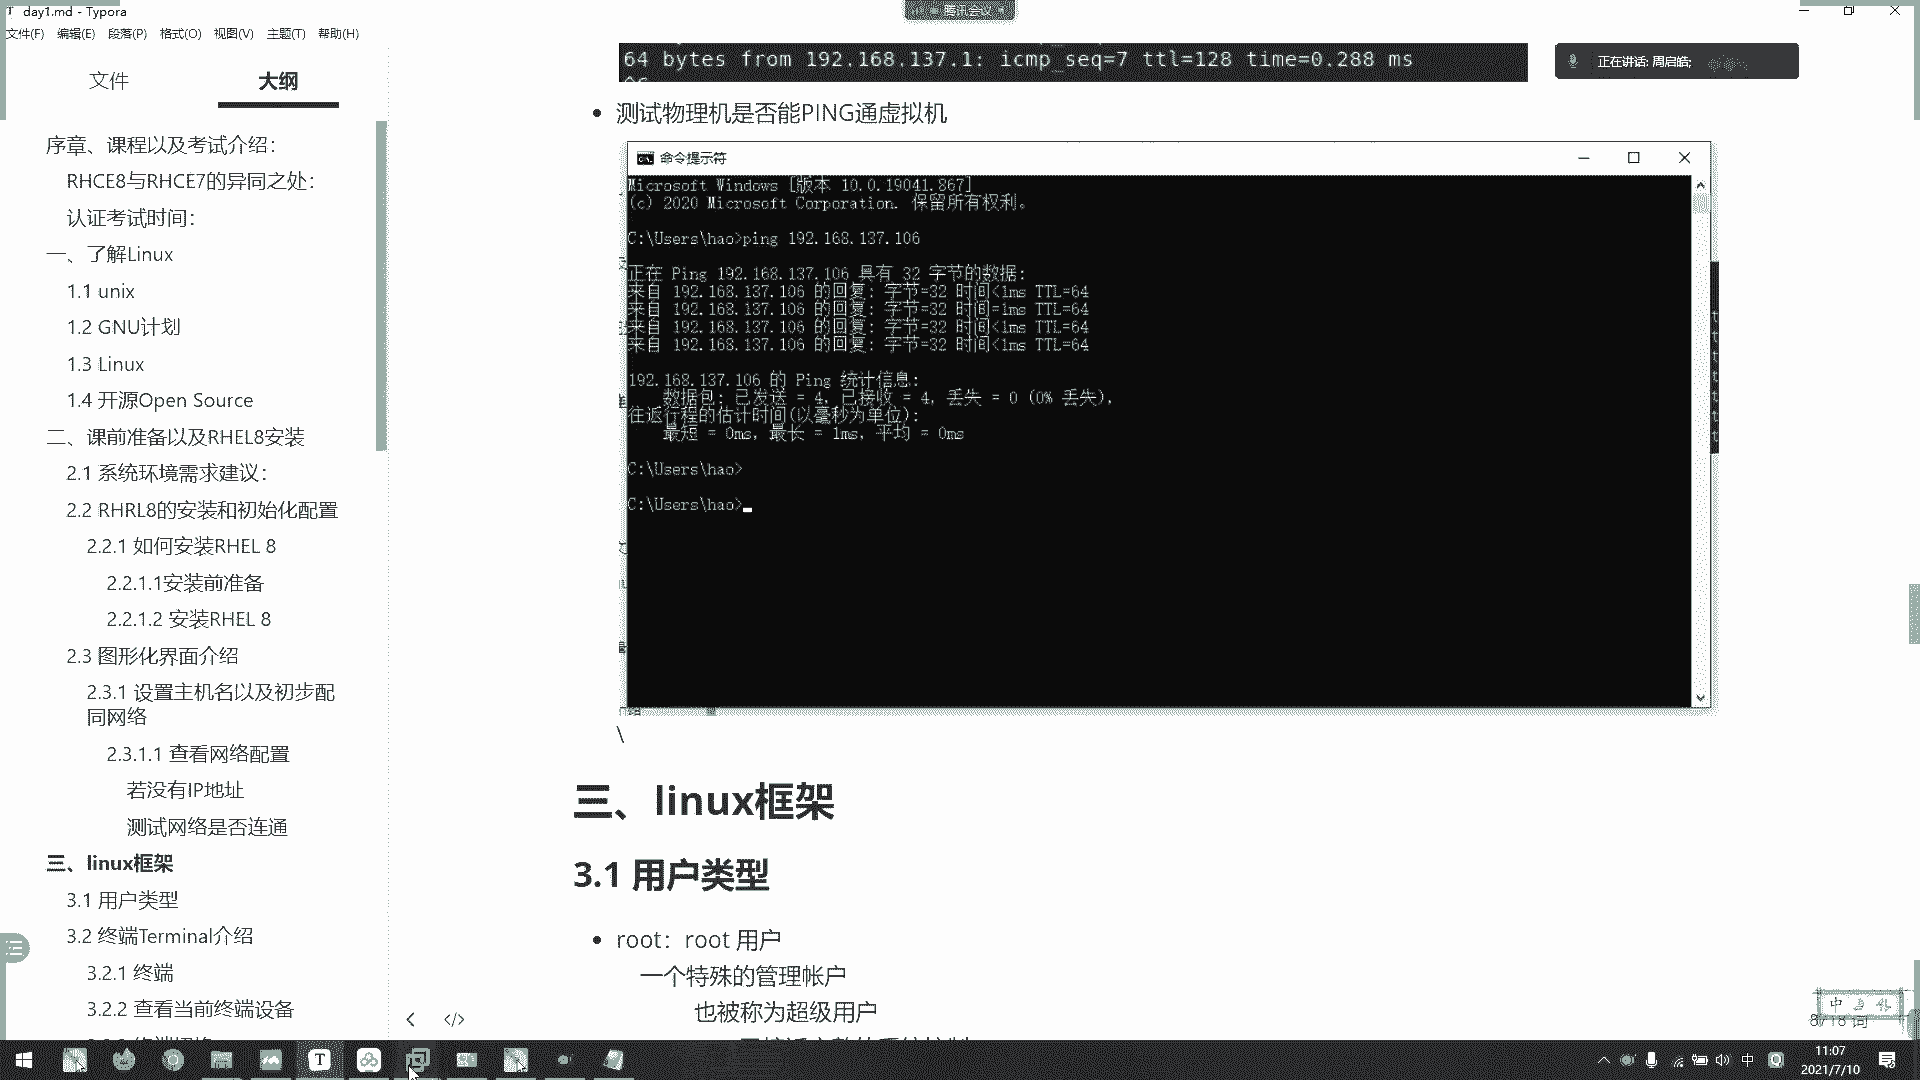 day1.md - Typora
腾讯会议
文件(F) 编辑(E) 段落(P) 格式(O) 视图(V) 主题(T) 帮助(H)
文件 大纲
正在讲话: 周启皓;
序章、课程以及考试介绍：
RHCE8与RHCE7的异同之处：
认证考试时间：
一、了解Linux
1.1 unix
1.2 GNU计划
1.3 Linux
1.4 开源Open Source
二、课前准备以及RHEL8安装
2.1 系统环境需求建议：
2.2 RHRL8的安装和初始化配置
2.2.1 如何安装RHEL 8
2.2.1.1安装前准备
2.2.1.2 安装RHEL 8
2.3 图形化界面介绍
2.3.1 设置主机名以及初步配
同网络
2.3.1.1 查看网络配置
若没有IP地址
测试网络是否连通
三、linux框架
3.1 用户类型
3.2 终端Terminal介绍
3.2.1 终端
3.2.2 查看当前终端设备
64 bytes from 192.168.137.1: icmp_seq=7 ttl=128 time=0.288 ms
测试物理机是否能PING通虚拟机
命令提示符
Microsoft Windows [版本 10.0.19041.867]
(c) 2020 Microsoft Corporation. 保留所有权利。
C:\Users\hao>ping 192.168.137.106
正在 Ping 192.168.137.106 具有 32 字节的数据:
来自 192.168.137.106 的回复: 字节=32 时间<1ms TTL=64
来自 192.168.137.106 的回复: 字节=32 时间=1ms TTL=64
来自 192.168.137.106 的回复: 字节=32 时间<1ms TTL=64
来自 192.168.137.106 的回复: 字节=32 时间<1ms TTL=64
192.168.137.106 的 Ping 统计信息:
数据包: 已发送 = 4, 已接收 = 4, 丢失 = 0 (0% 丢失),
往返行程的估计时间(以毫秒为单位):
最短 = 0ms, 最长 = 1ms, 平均 = 0ms
C:\Users\hao>
C:\Users\hao>
\
三、linux框架
3.1 用户类型
root：root 用户
一个特殊的管理帐户
也被称为超级用户
中
11:07
2021/7/10